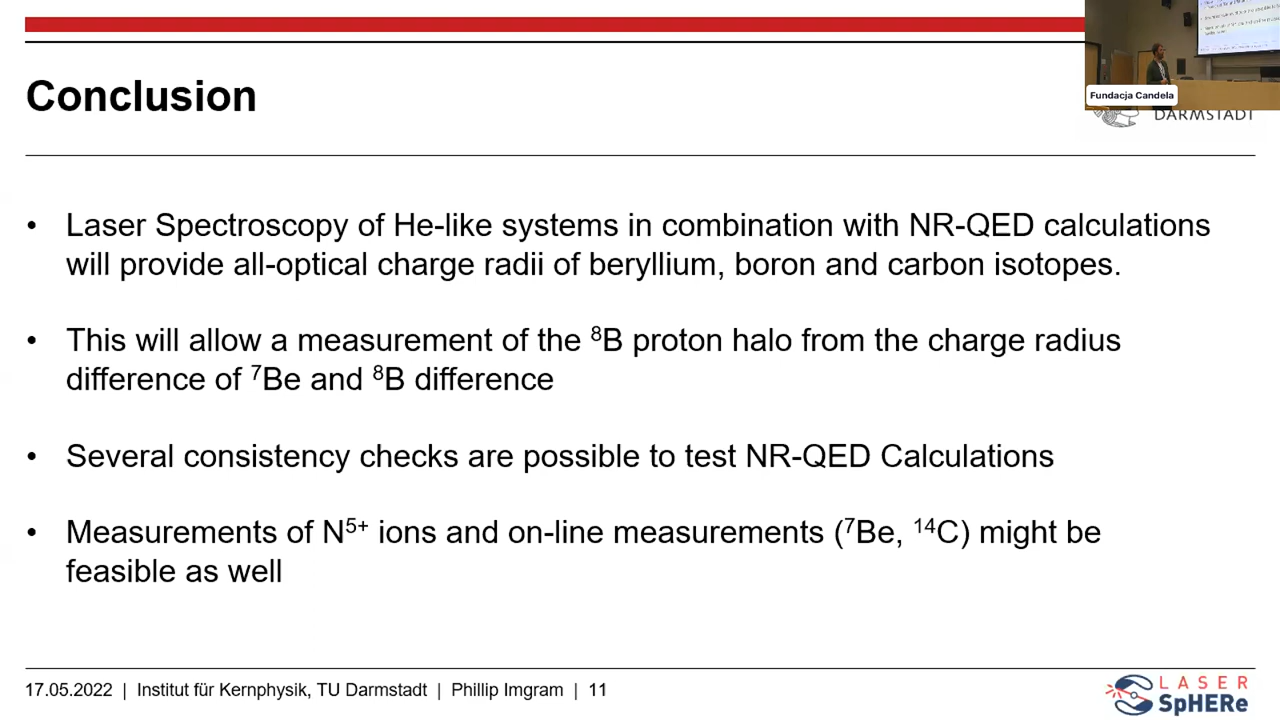 Conclusion
Fundacja Candela
DARMSTADT
• Laser Spectroscopy of He-like systems in combination with NR-QED calculations
will provide all-optical charge radii of beryllium, boron and carbon isotopes.
• This will allow a measurement of the ⁸B proton halo from the charge radius
difference of ⁷Be and ⁸B difference
• Several consistency checks are possible to test NR-QED Calculations
• Measurements of N⁵⁺ ions and on-line measurements (⁷Be, ¹⁴C) might be
feasible as well
17.05.2022 | Institut für Kernphysik, TU Darmstadt | Phillip Imgram | 11
LASER
SpHERe